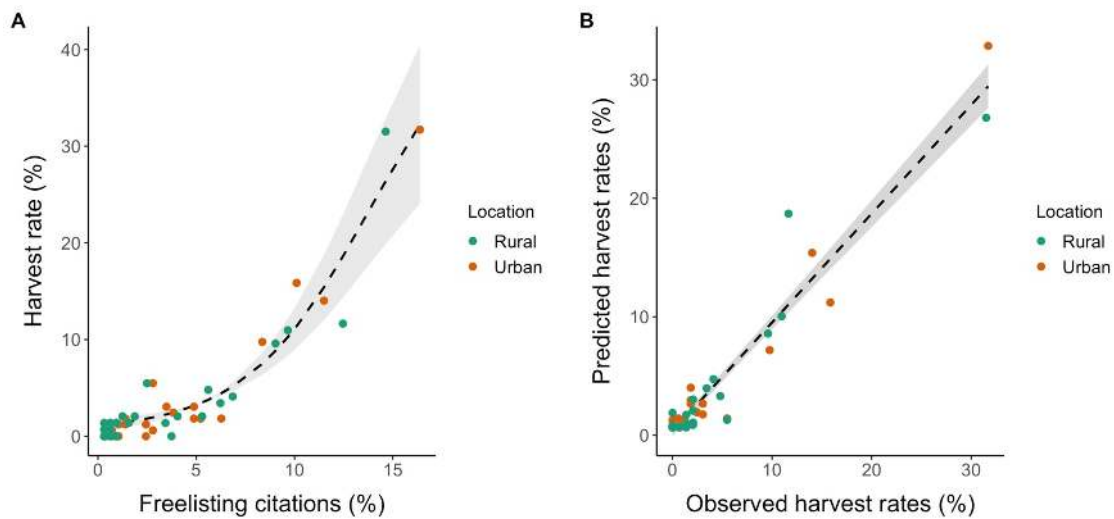 A
40
30
20
10
0
Harvest rate (%)
0 5 10 15
Freelisting citations (%)
Location
Rural
Urban
B
30
20
10
0
Predicted harvest rates (%)
0 10 20 30
Observed harvest rates (%)
Location
Rural
Urban